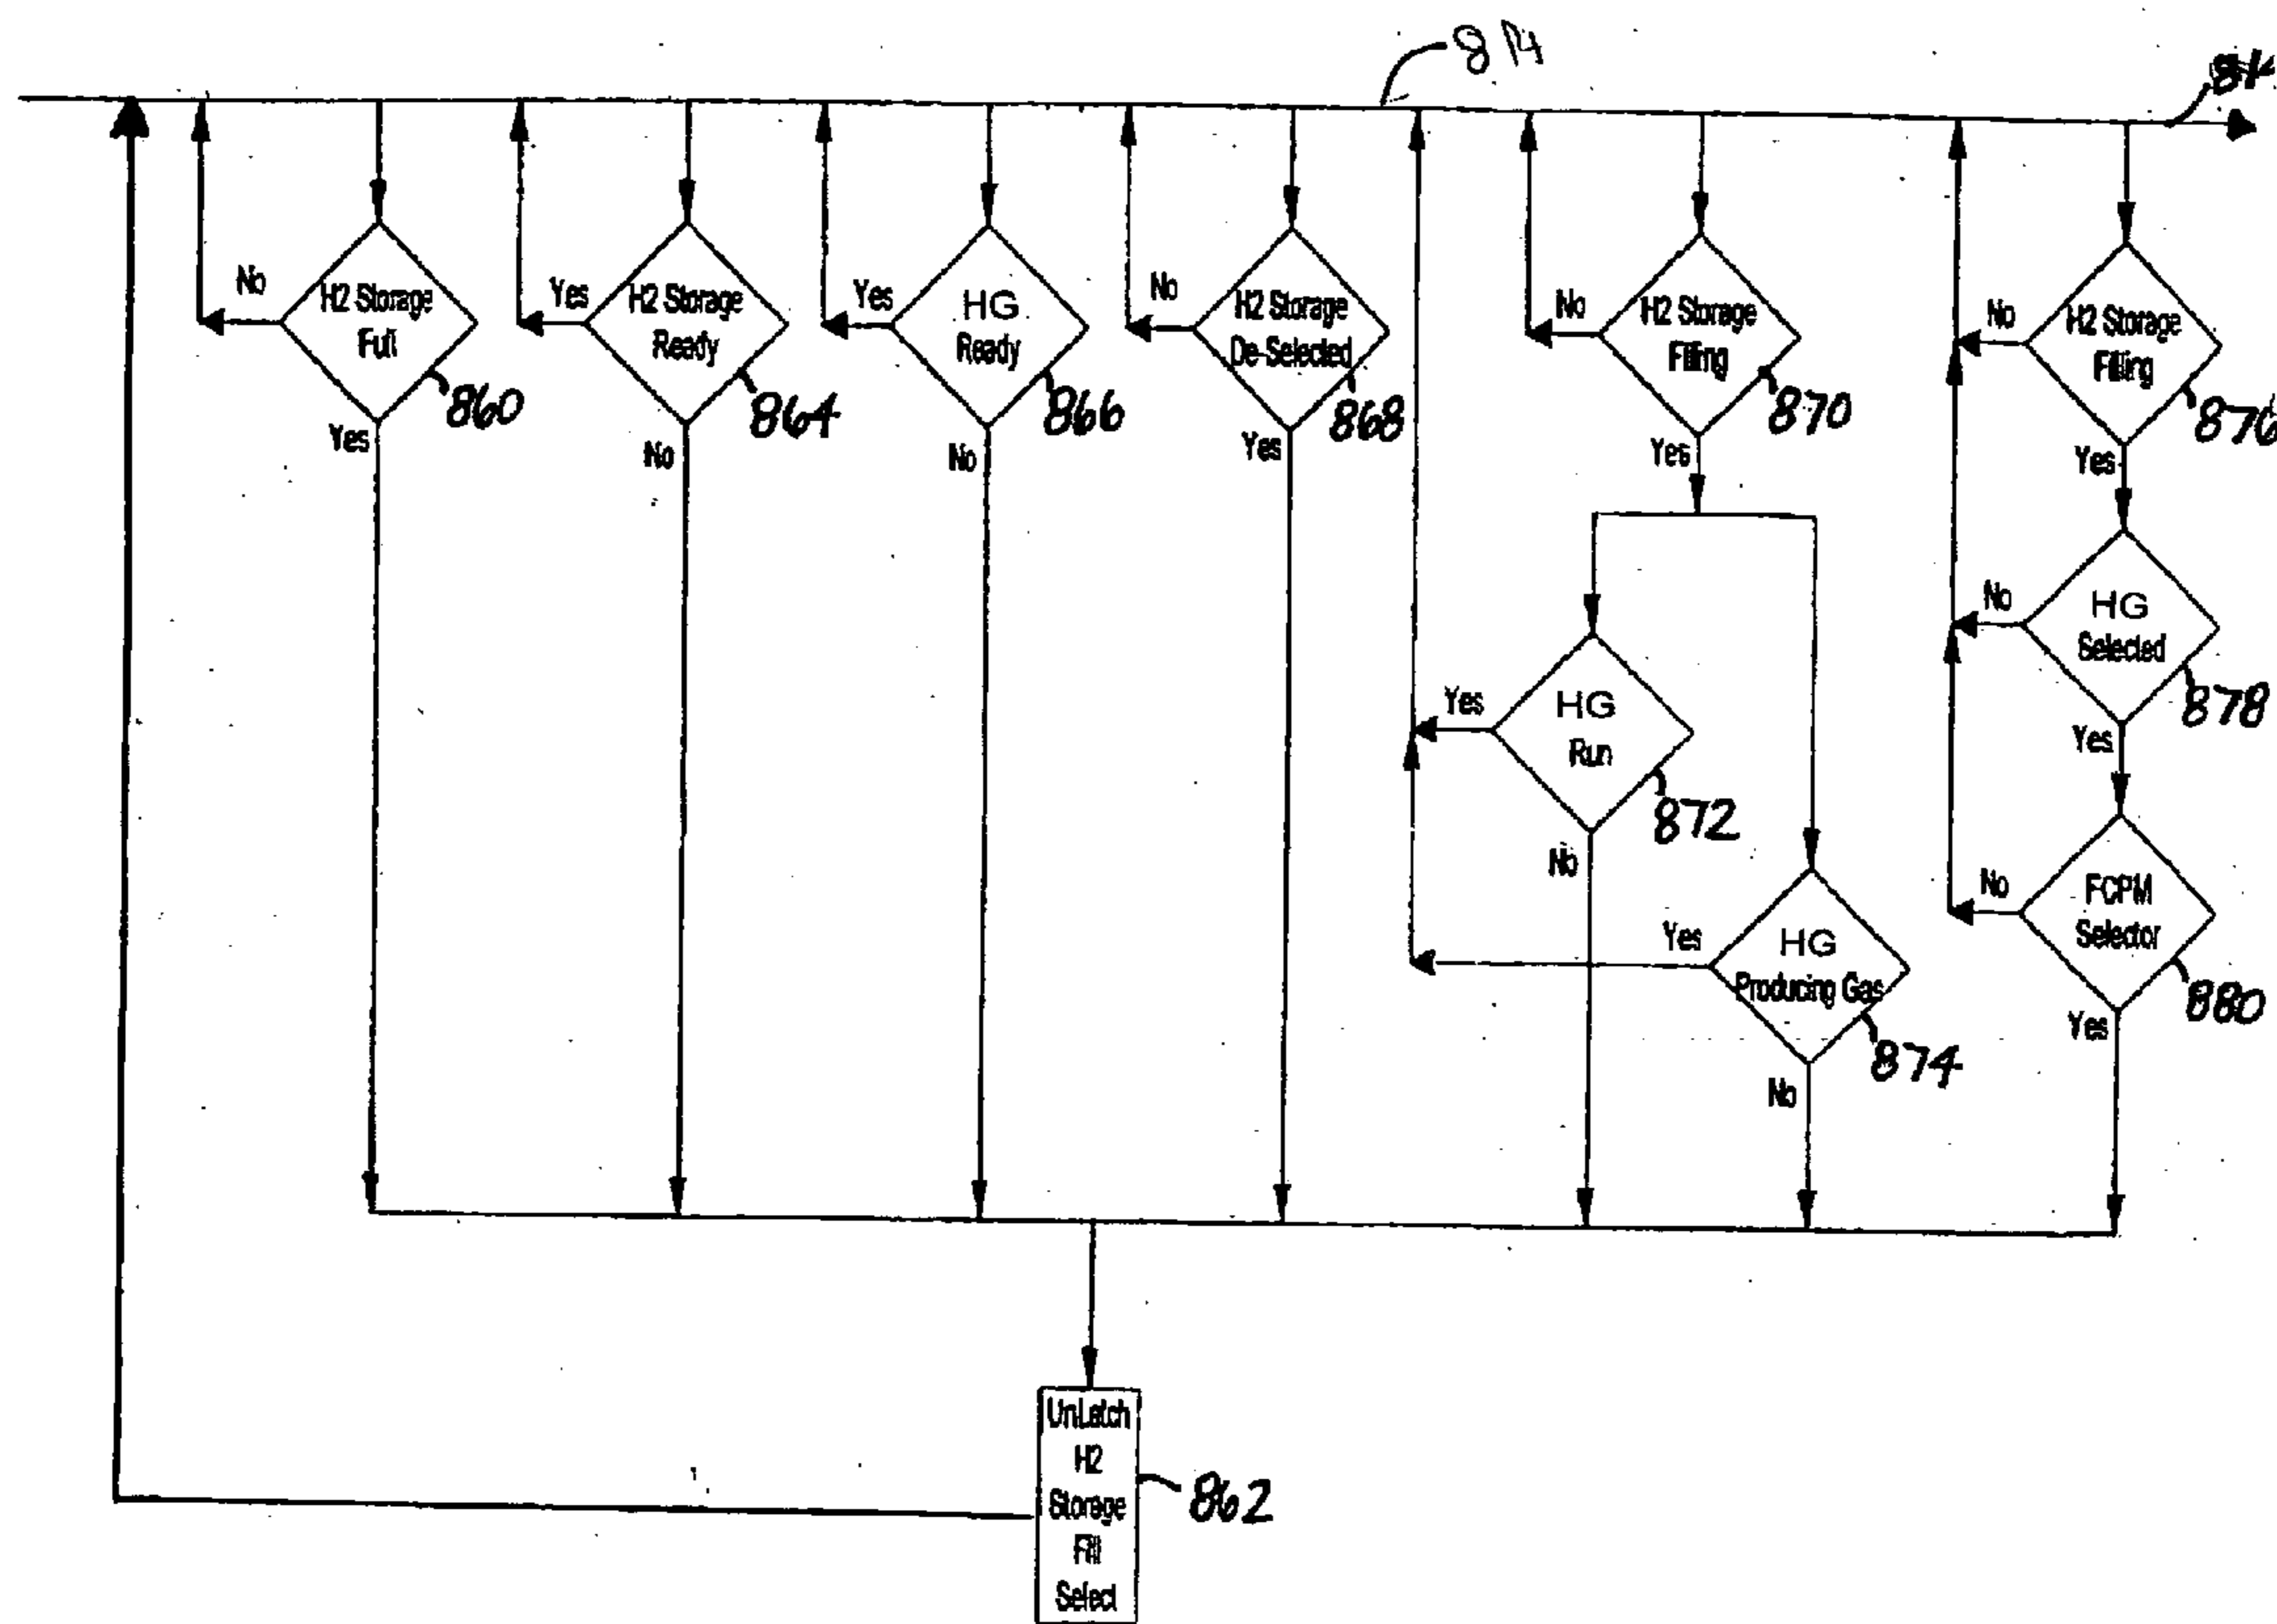 814
No
H2 Storage
Full
860
Yes
Yes
H2 Storage
Ready
864
No
Yes
HG
Ready
866
No
No
H2 Storage
De-Selected
868
Yes
No
H2 Storage
Filling
870
Yes
Yes
HG
Run
872
No
Yes
HG
Producing Gas
874
No
No
H2 Storage
Filling
876
Yes
No
HG
Selected
878
Yes
No
FCPM
Selector
880
Yes
UnLatch
H2
Storage
Fill
Select
862